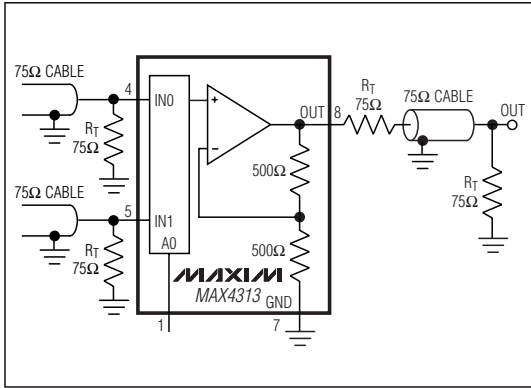 75Ω CABLE
4
IN0
RT
75Ω
75Ω CABLE
5
IN1
RT
75Ω
A0
1
OUT
8
500Ω
500Ω
MAXIM
MAX4313
GND
7
RT
75Ω
75Ω CABLE
OUT
RT
75Ω
+
−